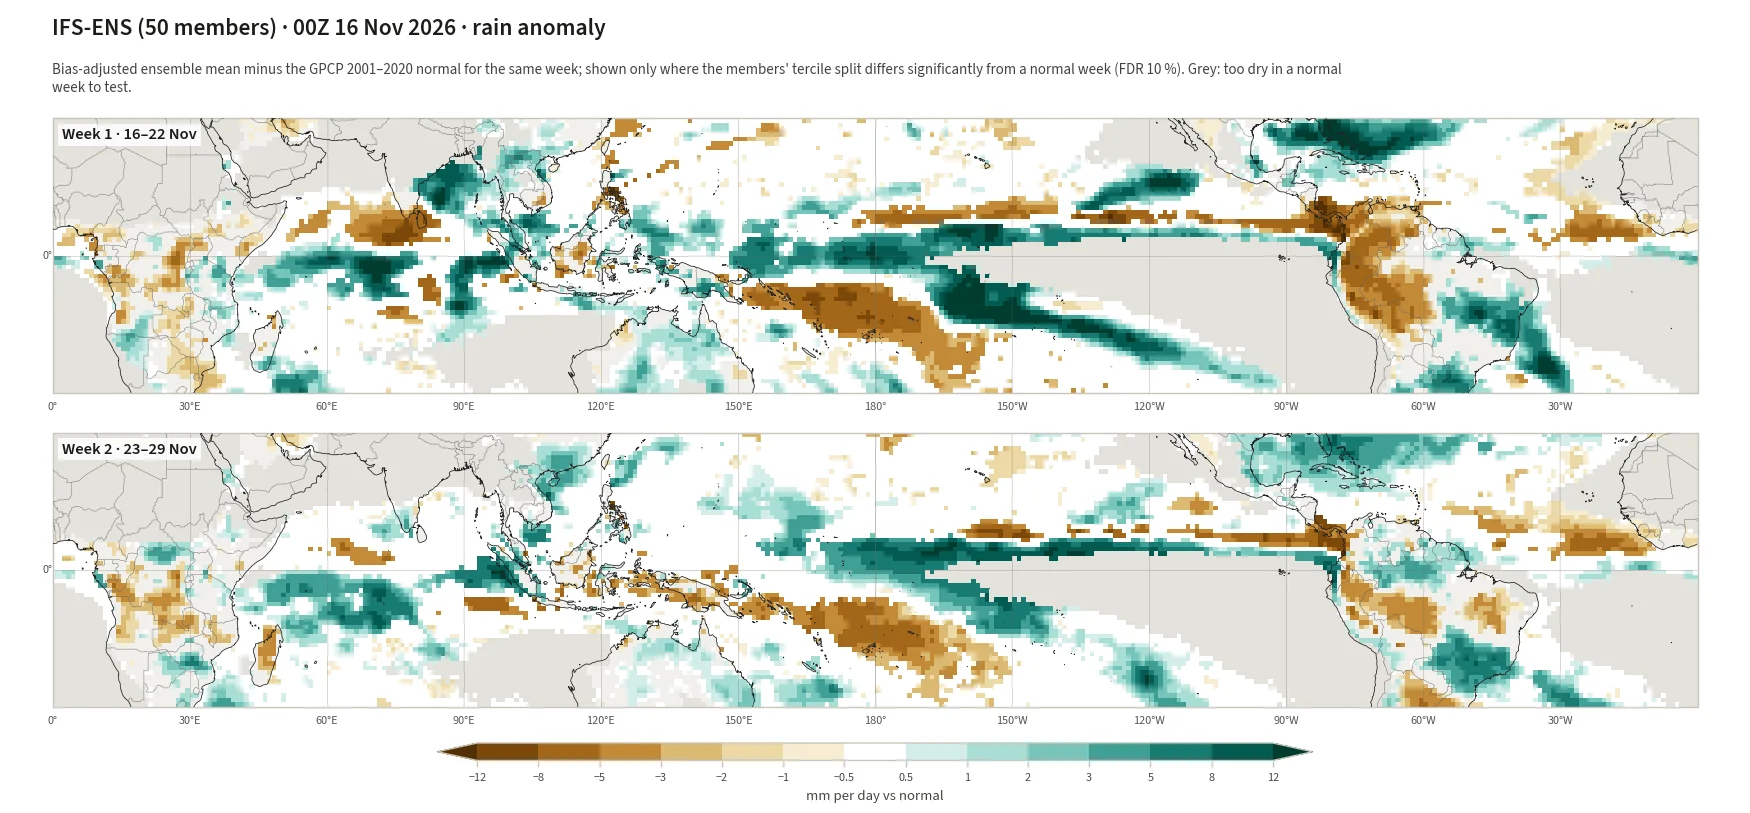 IFS-ENS (50 members) · 00Z 16 Nov 2026 · rain anomaly
Bias-adjusted ensemble mean minus the GPCP 2001–2020 normal for the same week; shown only where the members' tercile split differs significantly from a normal week (FDR 10 %). Grey: too dry in a normal
week to test.
Week 1 · 16–22 Nov
0°
0° 30°E 60°E 90°E 120°E 150°E 180° 150°W 120°W 90°W 60°W 30°W
Week 2 · 23–29 Nov
0°
0° 30°E 60°E 90°E 120°E 150°E 180° 150°W 120°W 90°W 60°W 30°W
−12 −8 −5 −3 −2 −1 −0.5 0.5 1 2 3 5 8 12
mm per day vs normal